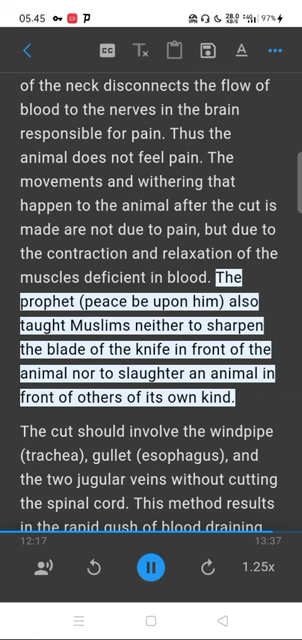 05.45
28.0 KB/S
97%
CC
of the neck disconnects the flow of
blood to the nerves in the brain
responsible for pain. Thus the
animal does not feel pain. The
movements and withering that
happen to the animal after the cut is
made are not due to pain, but due to
the contraction and relaxation of the
muscles deficient in blood. The
prophet (peace be upon him) also
taught Muslims neither to sharpen
the blade of the knife in front of the
animal nor to slaughter an animal in
front of others of its own kind.
The cut should involve the windpipe
(trachea), gullet (esophagus), and
the two jugular veins without cutting
the spinal cord. This method results
in the rapid gush of blood draining
12:17
13:37
1.25x